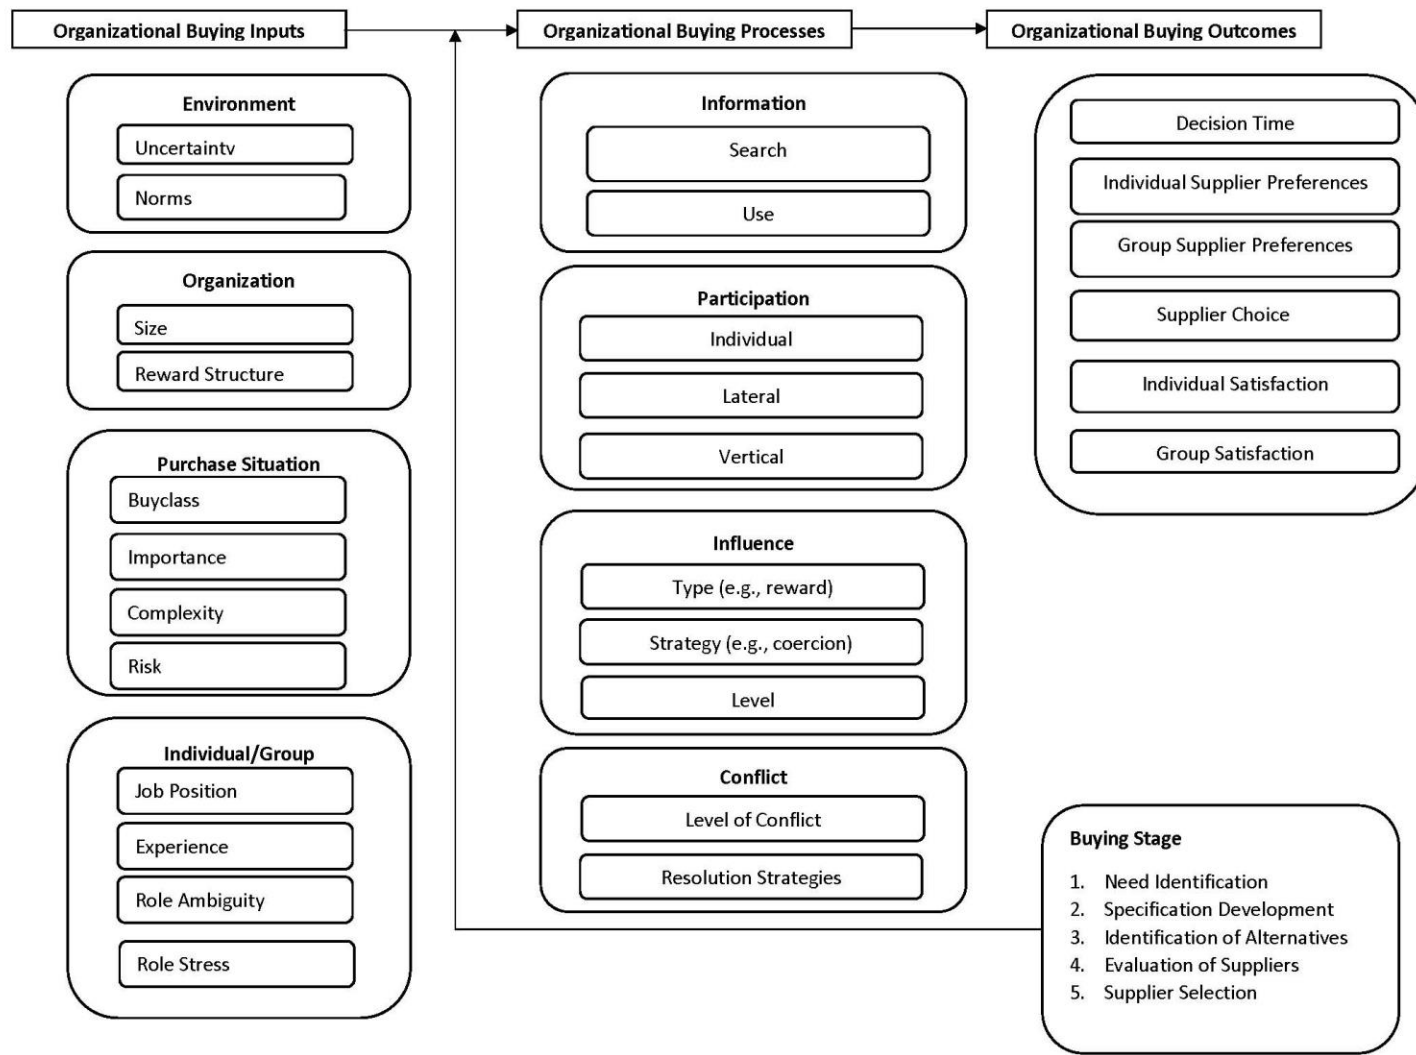 Organizational Buying Inputs
Organizational Buying Processes
Organizational Buying Outcomes
Environment
Uncertainty
Norms
Organization
Size
Reward Structure
Purchase Situation
Buyclass
Importance
Complexity
Risk
Individual/Group
Job Position
Experience
Role Ambiguity
Role Stress
Information
Search
Use
Participation
Individual
Lateral
Vertical
Influence
Type (e.g., reward)
Strategy (e.g., coercion)
Level
Conflict
Level of Conflict
Resolution Strategies
Decision Time
Individual Supplier Preferences
Group Supplier Preferences
Supplier Choice
Individual Satisfaction
Group Satisfaction
Buying Stage
1. Need Identification
2. Specification Development
3. Identification of Alternatives
4. Evaluation of Suppliers
5. Supplier Selection